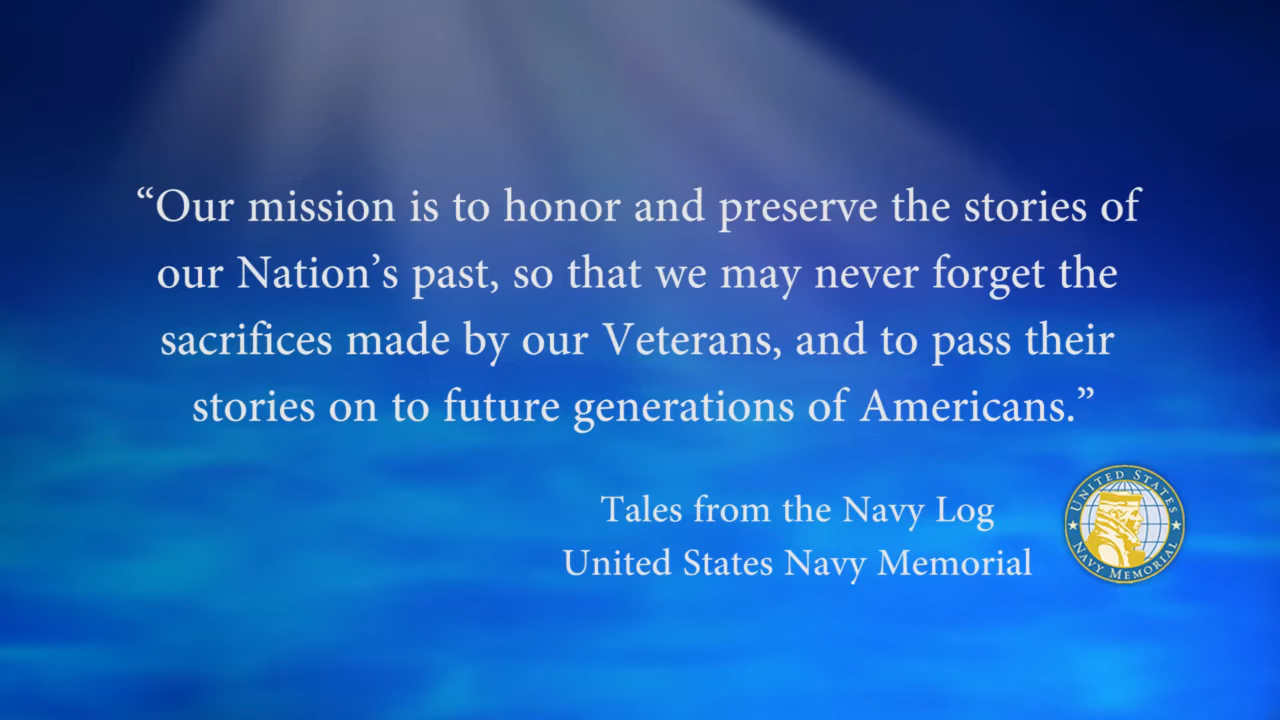 “Our mission is to honor and preserve the stories of
our Nation’s past, so that we may never forget the
sacrifices made by our Veterans, and to pass their
stories on to future generations of Americans.”
Tales from the Navy Log
United States Navy Memorial
UNITED STATES
NAVY MEMORIAL